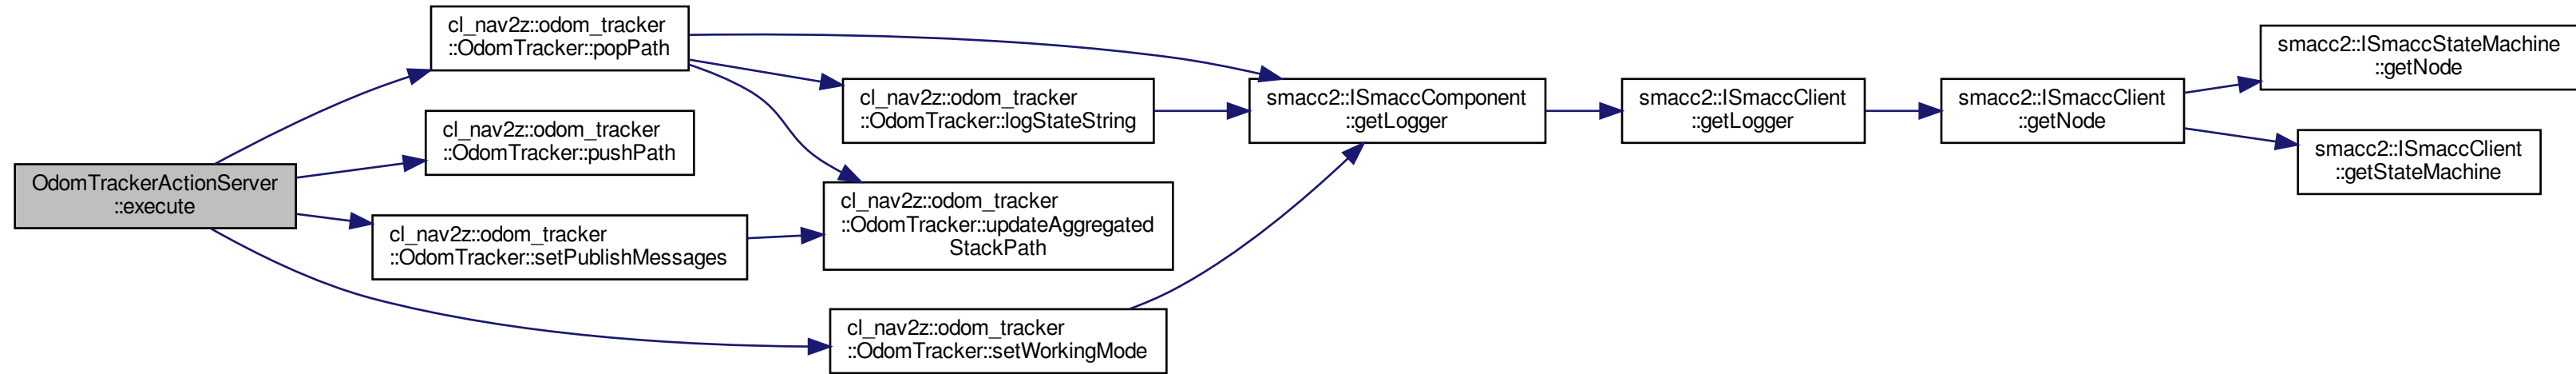 OdomTrackerActionServer
::execute
cl_nav2z::odom_tracker
::OdomTracker::popPath
cl_nav2z::odom_tracker
::OdomTracker::pushPath
cl_nav2z::odom_tracker
::OdomTracker::setPublishMessages
cl_nav2z::odom_tracker
::OdomTracker::logStateString
cl_nav2z::odom_tracker
::OdomTracker::updateAggregated
StackPath
cl_nav2z::odom_tracker
::OdomTracker::setWorkingMode
smacc2::ISmaccComponent
::getLogger
smacc2::ISmaccClient
::getLogger
smacc2::ISmaccClient
::getNode
smacc2::ISmaccStateMachine
::getNode
smacc2::ISmaccClient
::getStateMachine